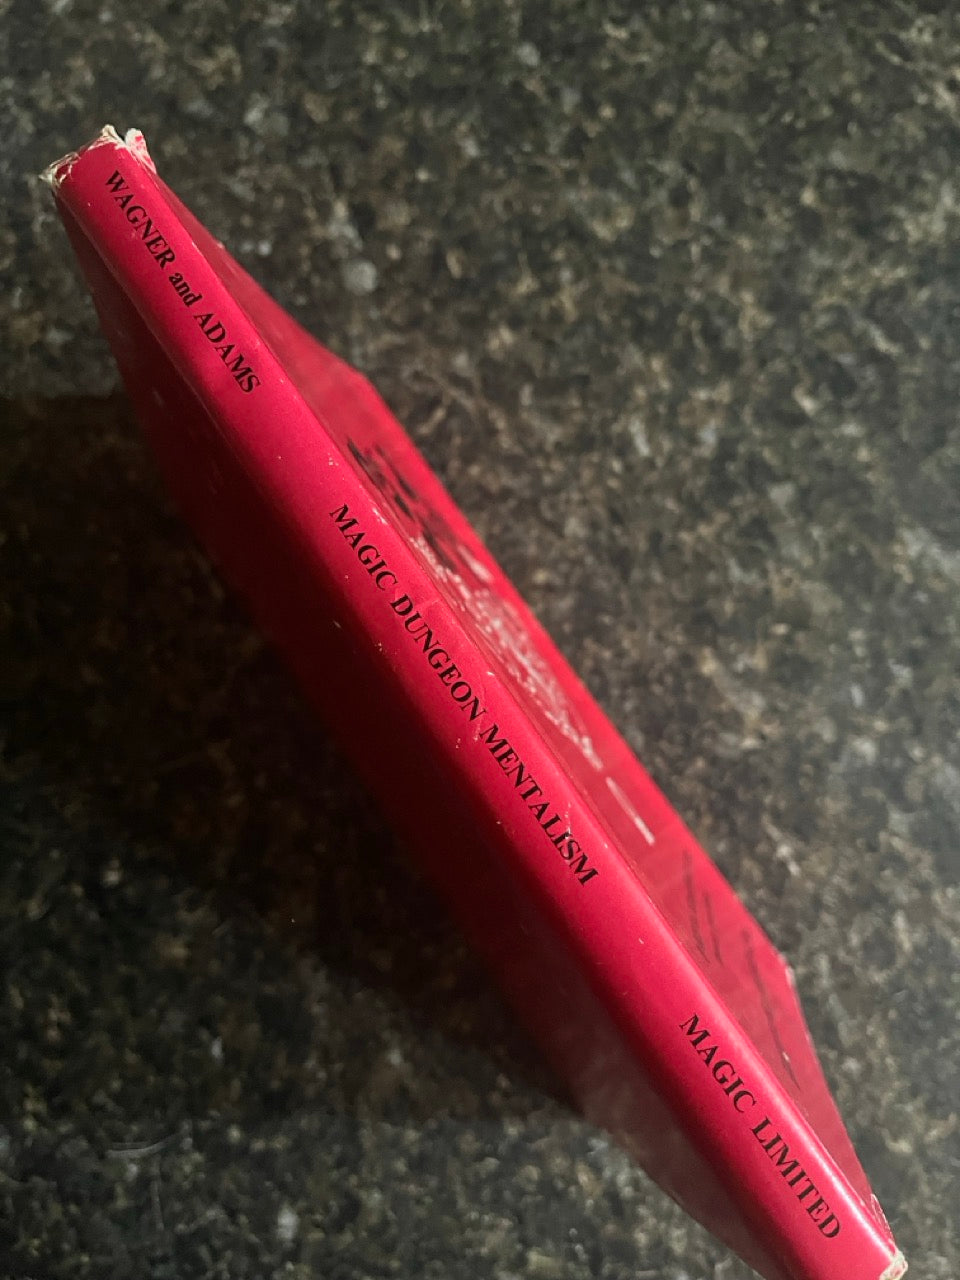 WAGNER and ADAMS
MAGIC DUNGEON MENTALISM
MAGIC LIMITED